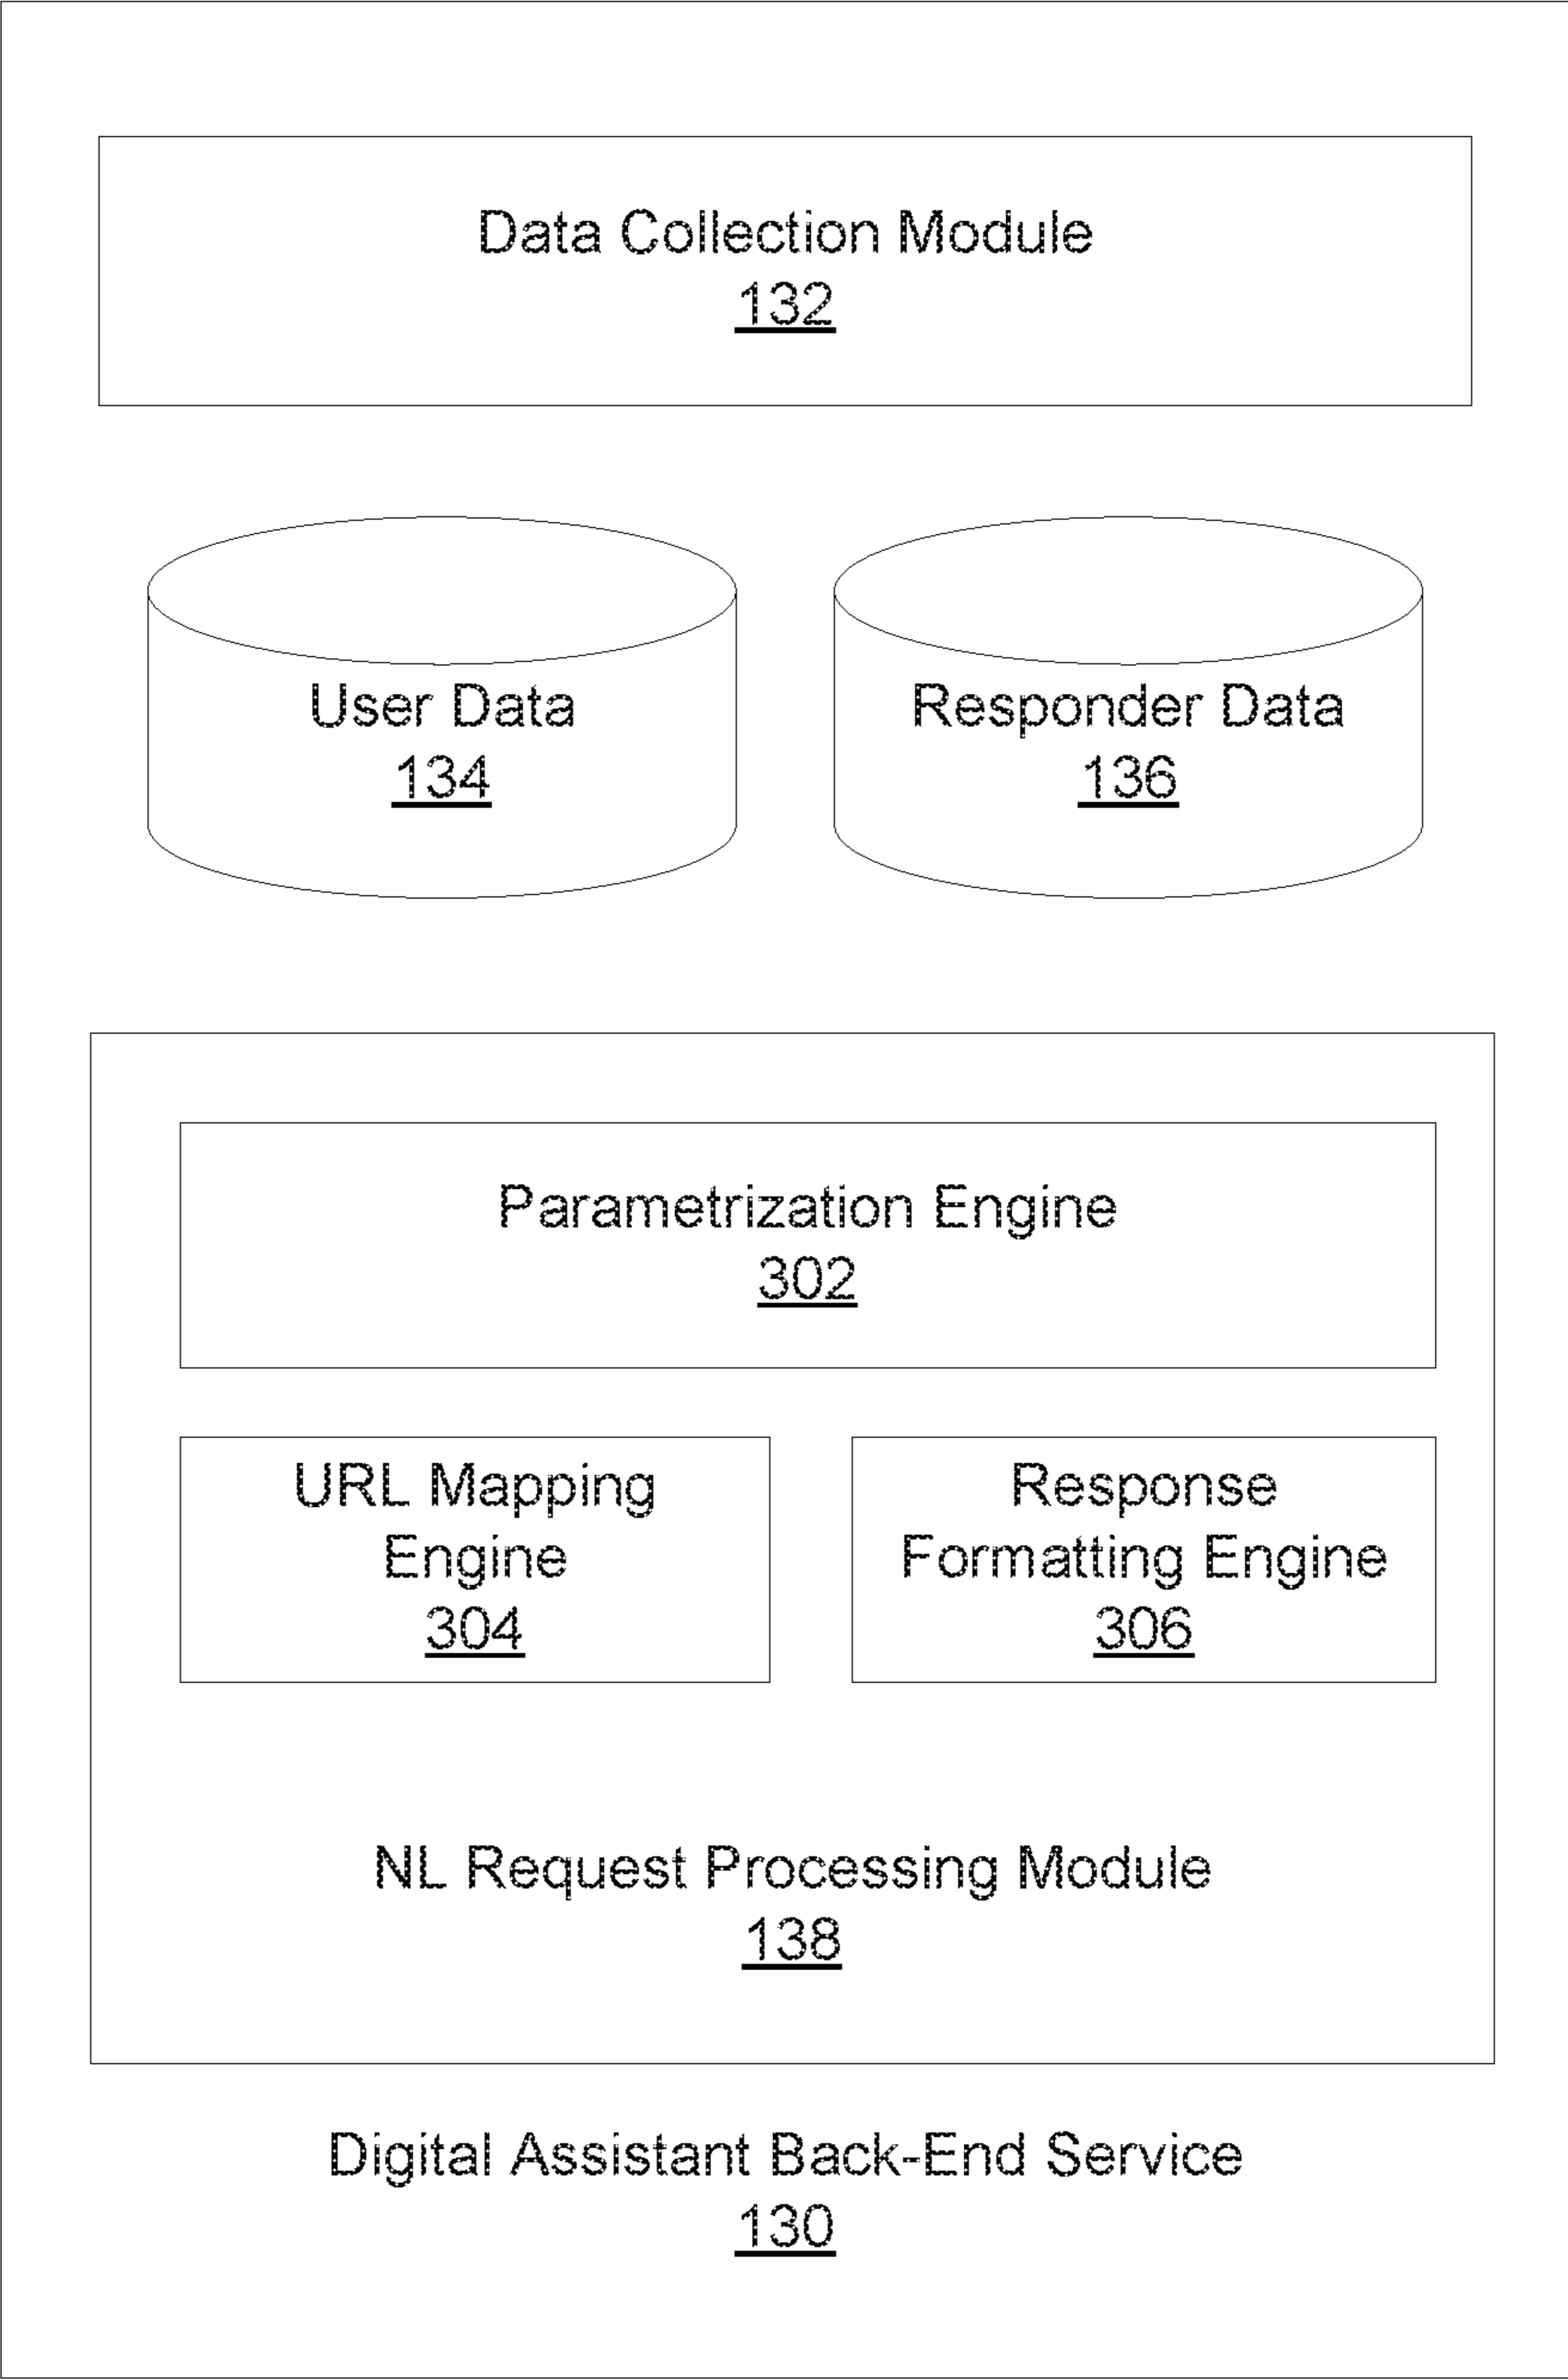 Data Collection Module
132
User Data
134
Responder Data
136
Parametrization Engine
302
URL Mapping
Engine
304
Response
Formatting Engine
306
NL Request Processing Module
138
Digital Assistant Back-End Service
130